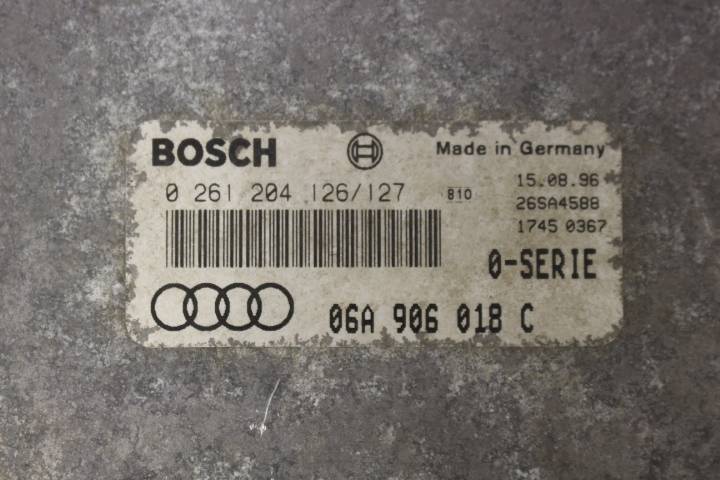 BOSCH
Made in Germany
0 261 204 126/127
810
15.08.96
26SA4588
1745 0367
0-SERIE
06A 906 018 C